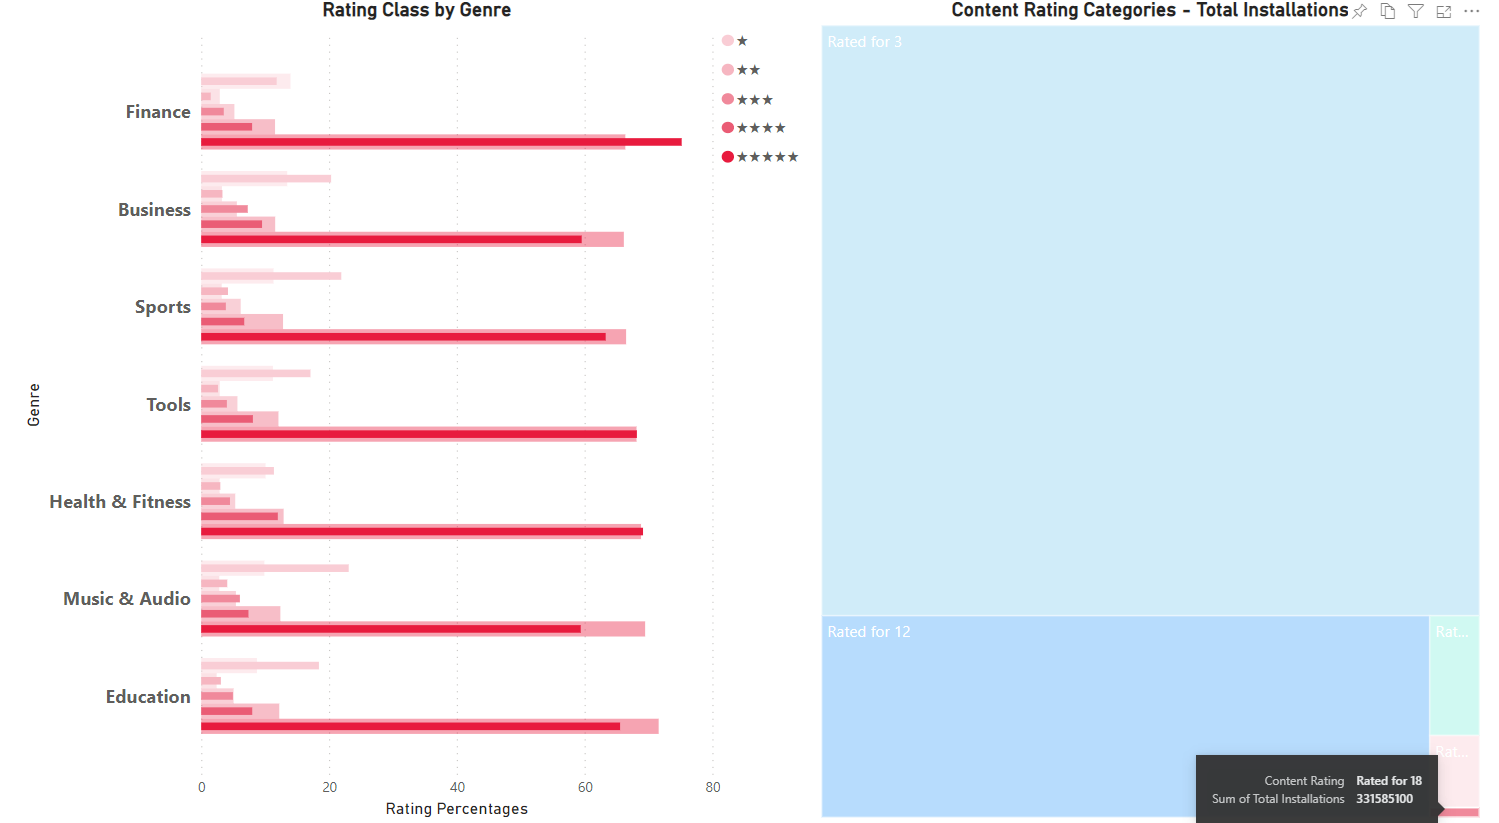 Rating Class by Genre
★
★★
★★★
★★★★
★★★★★
Genre
Finance
Business
Sports
Tools
Health & Fitness
Music & Audio
Education
0 20 40 60 80
Rating Percentages
Content Rating Categories - Total Installations
Rated for 3
Rated for 12
Rat...
Rat...
Content Rating Rated for 18
Sum of Total Installations 331585100